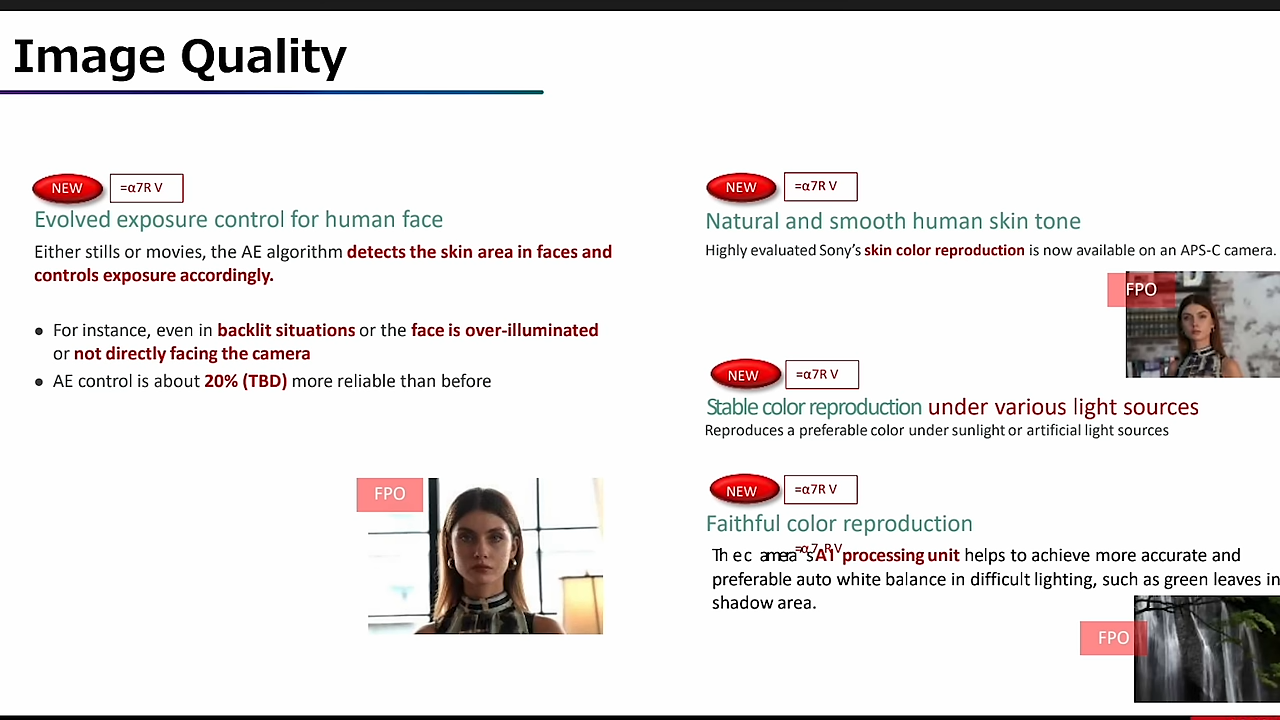 Image Quality
NEW =α7R V
Evolved exposure control for human face
Either stills or movies, the AE algorithm detects the skin area in faces and
controls exposure accordingly.
● For instance, even in backlit situations or the face is over-illuminated
or not directly facing the camera
● AE control is about 20% (TBD) more reliable than before
FPO
NEW =α7R V
Natural and smooth human skin tone
Highly evaluated Sony’s skin color reproduction is now available on an APS-C camera.
FPO
NEW =α7R V
Stable color reproduction under various light sources
Reproduces a preferable color under sunlight or artificial light sources
NEW =α7R V
Faithful color reproduction
=α7R V
The camera’s AI processing unit helps to achieve more accurate and
preferable auto white balance in difficult lighting, such as green leaves in
shadow area.
FPO